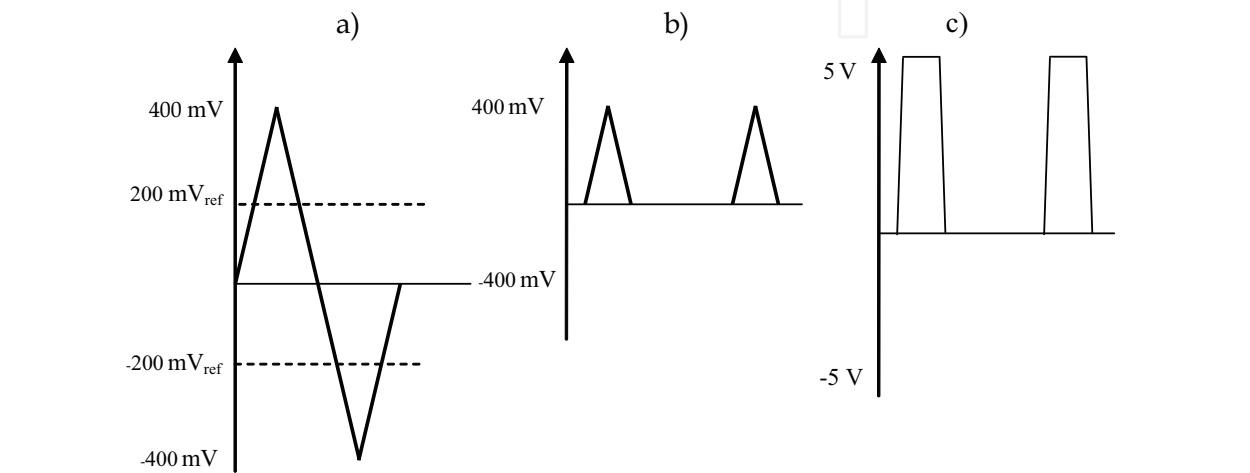 a)
400 mV
200 mVref
-200 mVref
-400 mV
b)
400 mV
-400 mV
c)
5 V
-5 V